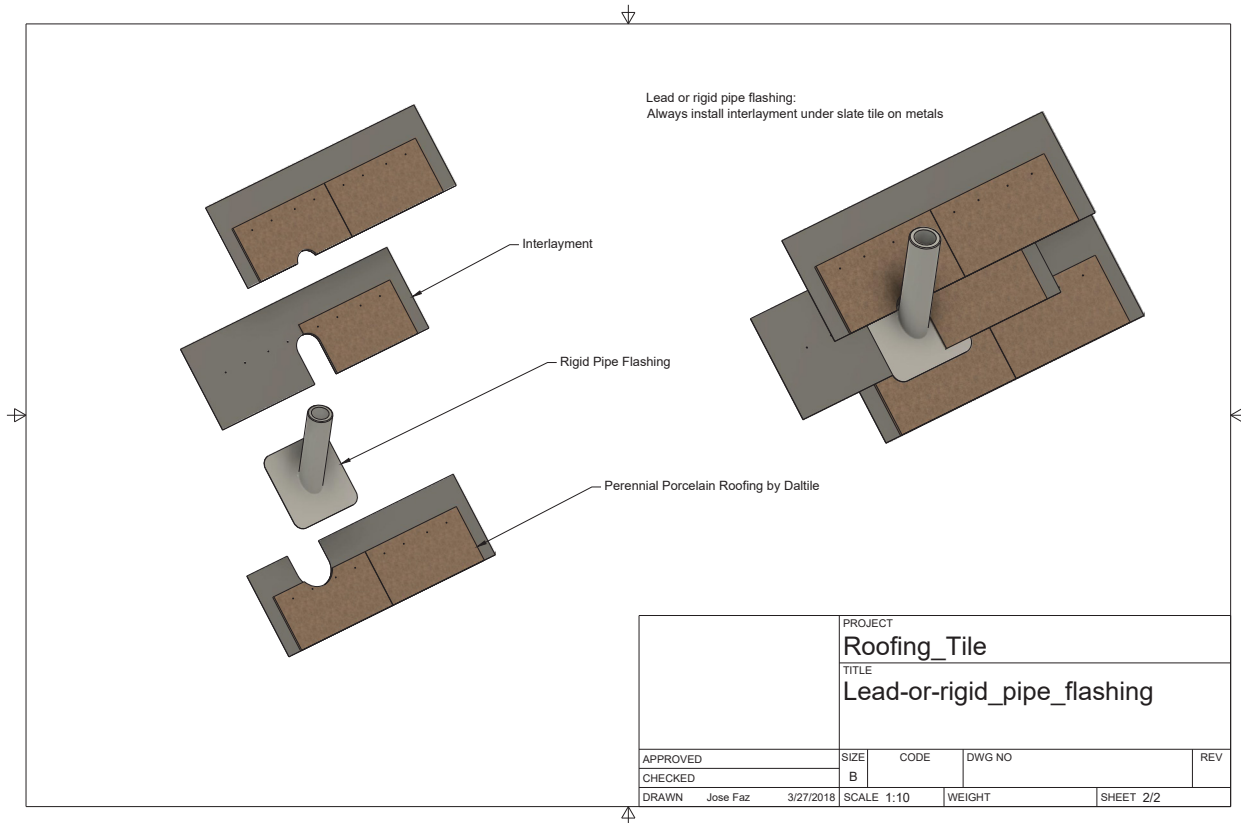 Lead or rigid pipe flashing:
Always install interlayment under slate tile on metals
Interlayment
Rigid Pipe Flashing
Perennial Porcelain Roofing by Daltile
PROJECT
Roofing_Tile
TITLE
Lead-or-rigid_pipe_flashing
APPROVED
CHECKED
DRAWN Jose Faz 3/27/2018
SIZE
B
CODE
DWG NO
REV
SCALE 1:10
WEIGHT
SHEET 2/2